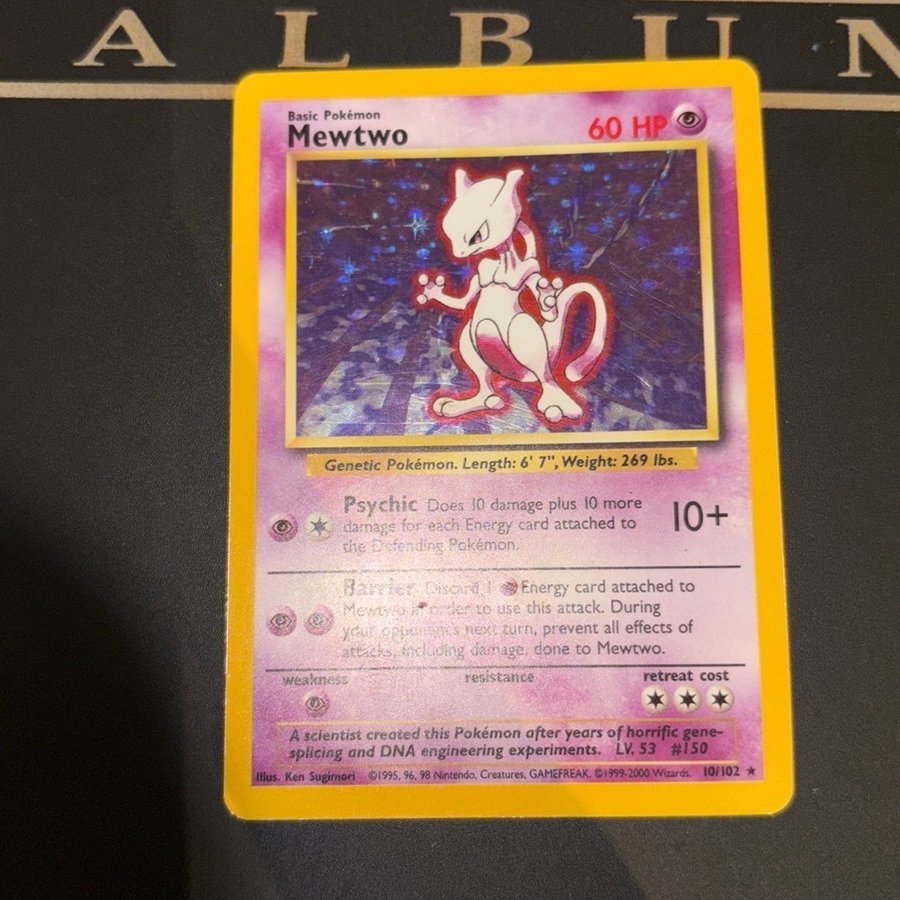 ALBUN
Basic Pokémon
Mewtwo 60 HP
Genetic Pokémon. Length: 6' 7", Weight: 269 lbs.
Psychic Does 10 damage plus 10 more
damage for each Energy card attached to
the Defending Pokémon.
10+
Barrier Discard 1 Energy card attached to
Mewtwo in order to use this attack. During
your opponent's next turn, prevent all effects of
attacks, including damage, done to Mewtwo.
weakness resistance retreat cost
A scientist created this Pokémon after years of horrific gene-
splicing and DNA engineering experiments. LV. 53 #150
Illus. Ken Sugimori ©1995, 96, 98 Nintendo, Creatures, GAMEFREAK. ©1999-2000 Wizards. 10/102